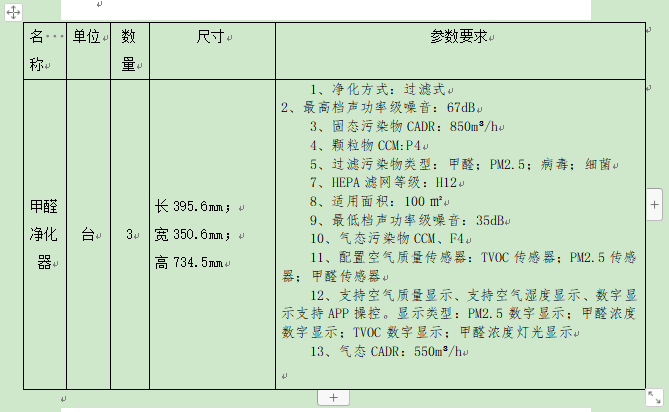 名 单位 数 尺寸 参数要求
称 量
1、净化方式：过滤式
2、最高档声功率级噪音：67dB
3、固态污染物 CADR：850m³/h
4、颗粒物 CCM:P4
5、过滤污染物类型：甲醛；PM2.5；病毒；细菌
7、HEPA 滤网等级：H12
甲醛 长 395.6mm；
8、适用面积：100 ㎡
净化 台 3 宽 350.6mm；
9、最低档声功率级噪音：35dB
器 高 734.5mm
10、气态污染物 CCM、F4
11、配置空气质量传感器：TVOC 传感器；PM2.5 传感
器；甲醛传感器
12、支持空气质量显示、支持空气湿度显示、数字显
示支持 APP 操控。显示类型：PM2.5 数字显示；甲醛浓度
数字显示；TVOC 数字显示；甲醛浓度灯光显示
13、气态 CADR：550m³/h